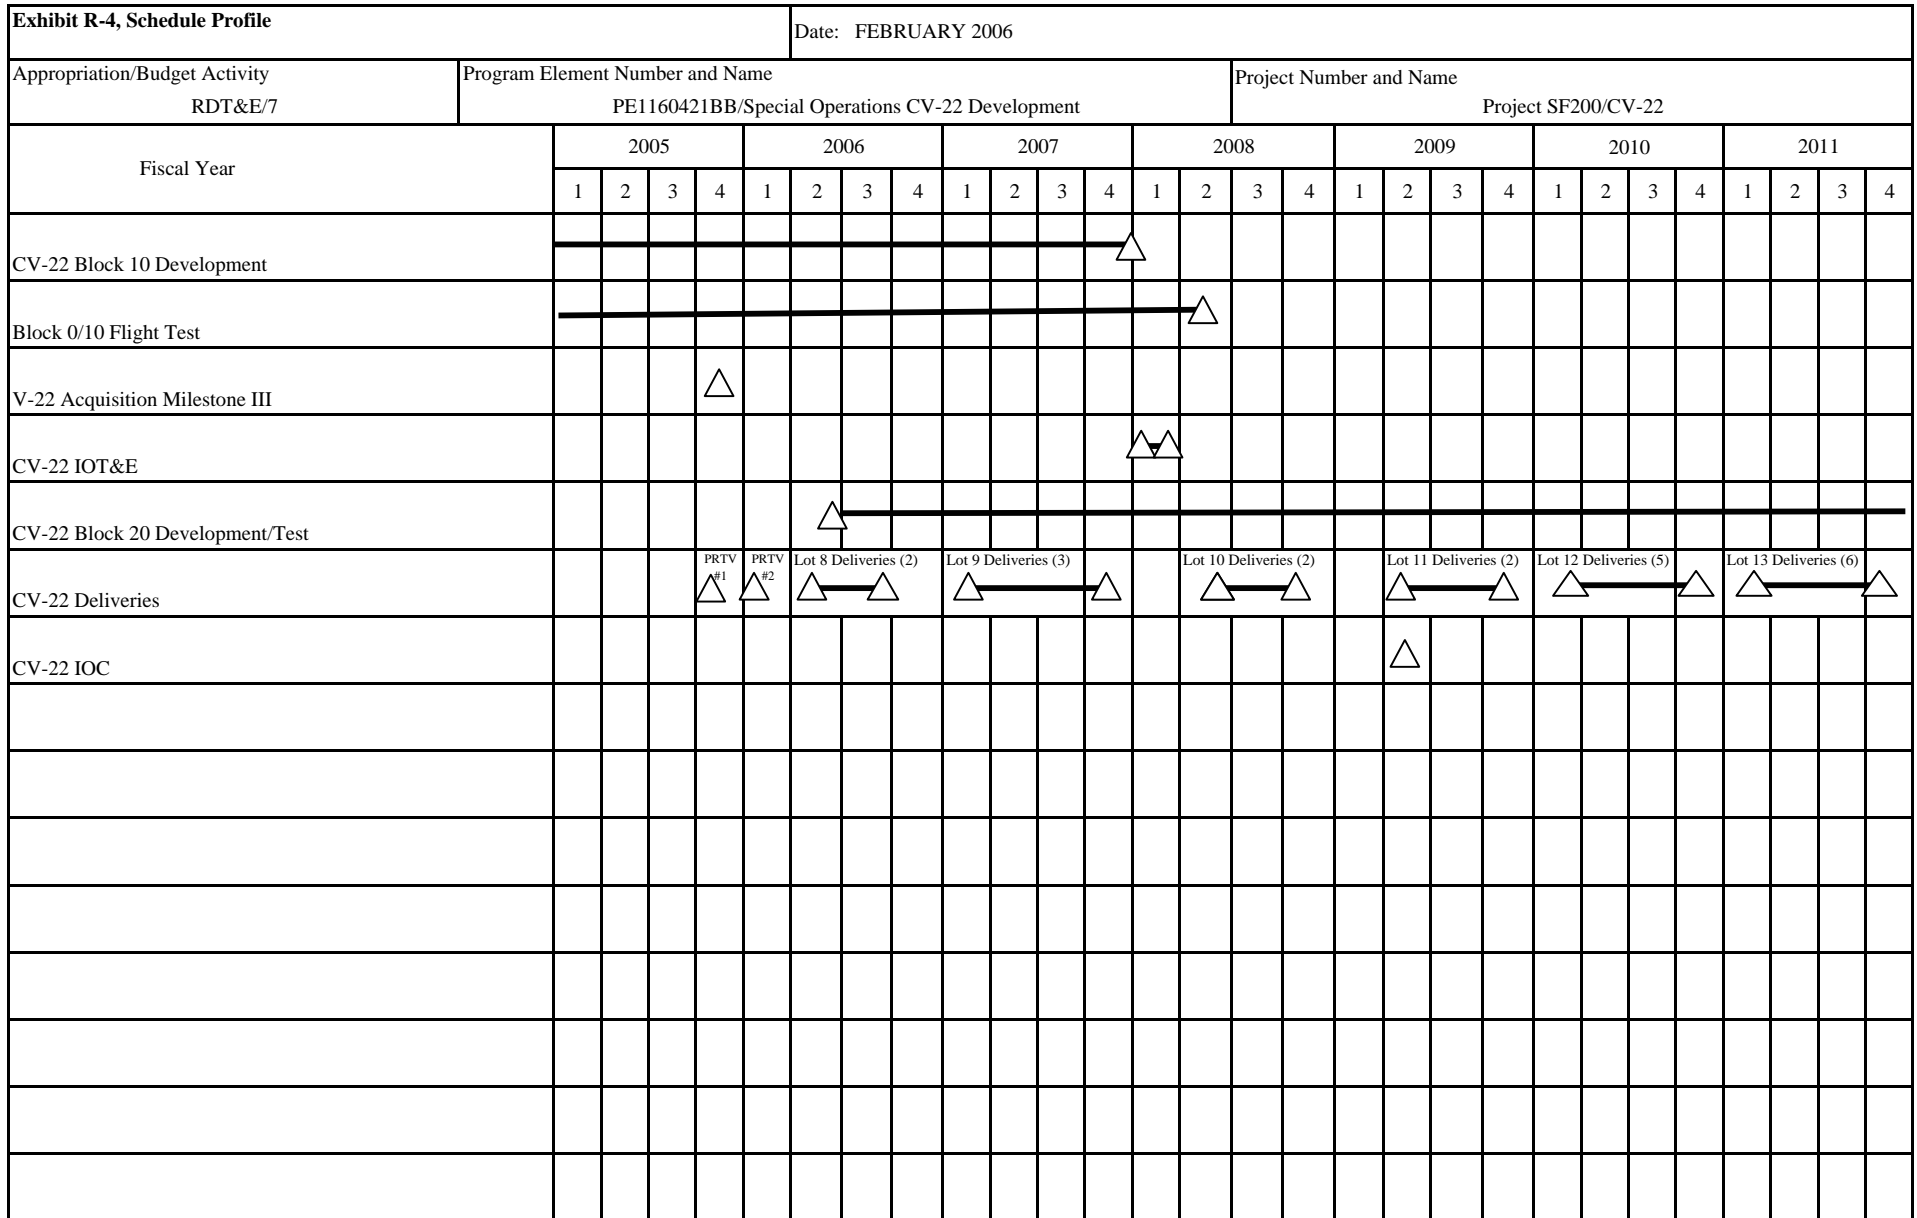 Exhibit R-4, Schedule Profile
Date: FEBRUARY 2006
Appropriation/Budget Activity
RDT&E/7
Program Element Number and Name
PE1160421BB/Special Operations CV-22 Development
Project Number and Name
Project SF200/CV-22
Fiscal Year
2005 2006 2007 2008 2009 2010 2011
1 2 3 4 1 2 3 4 1 2 3 4 1 2 3 4 1 2 3 4 1 2 3 4 1 2 3 4
CV-22 Block 10 Development
Block 0/10 Flight Test
V-22 Acquisition Milestone III
CV-22 IOT&E
CV-22 Block 20 Development/Test
PRTV #1
PRTV #2
Lot 8 Deliveries (2)
Lot 9 Deliveries (3)
Lot 10 Deliveries (2)
Lot 11 Deliveries (2)
Lot 12 Deliveries (5)
Lot 13 Deliveries (6)
CV-22 Deliveries
CV-22 IOC